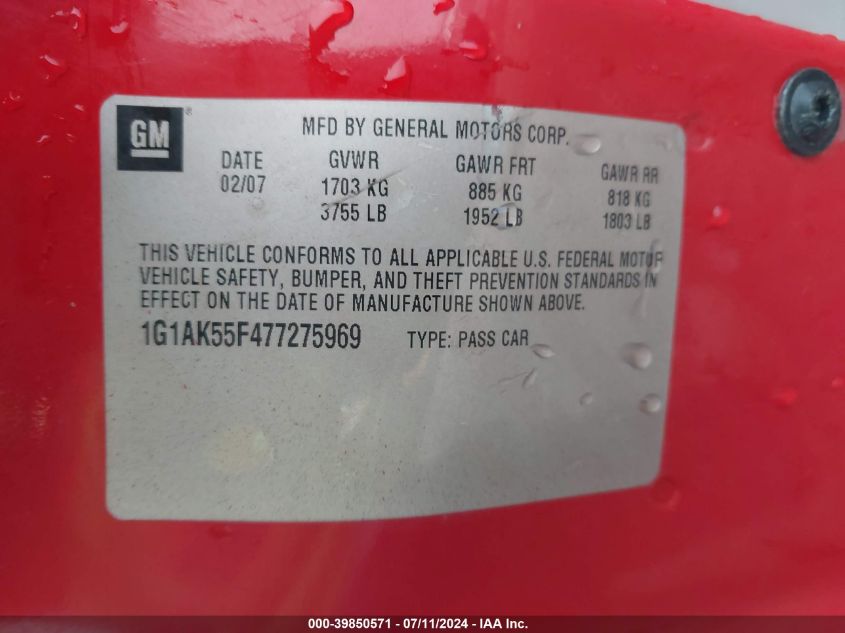 GM
MFD BY GENERAL MOTORS CORP.
DATE GVWR GAWR FRT GAWR RR
02/07 1703 KG 885 KG 818 KG
3755 LB 1952 LB 1803 LB
THIS VEHICLE CONFORMS TO ALL APPLICABLE U.S. FEDERAL MOTOR
VEHICLE SAFETY, BUMPER, AND THEFT PREVENTION STANDARDS IN
EFFECT ON THE DATE OF MANUFACTURE SHOWN ABOVE.
1G1AK55F477275969 TYPE: PASS CAR
000-39850571 - 07/11/2024 - IAA Inc.